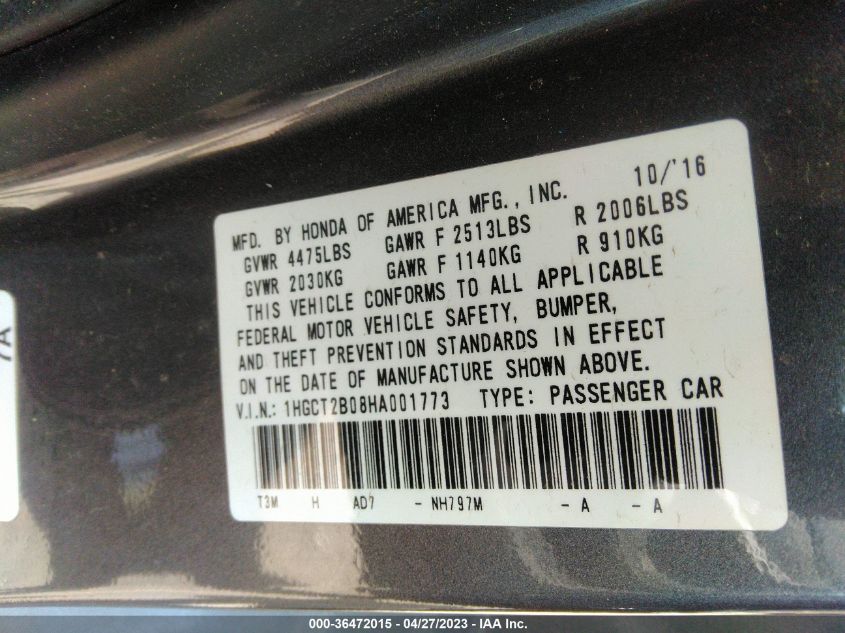 MFD. BY HONDA OF AMERICA MFG., INC. 10/'16
GVWR 4475LBS GAWR F 2513LBS R 2006LBS
GVWR 2030KG GAWR F 1140KG R 910KG
THIS VEHICLE CONFORMS TO ALL APPLICABLE
FEDERAL MOTOR VEHICLE SAFETY, BUMPER,
AND THEFT PREVENTION STANDARDS IN EFFECT
ON THE DATE OF MANUFACTURE SHOWN ABOVE.
V.I.N.: 1HGCT2B08HA001773 TYPE: PASSENGER CAR
T3M H AD7 - NH797M - A - A
7A
000-36472015 - 04/27/2023 - IAA Inc.